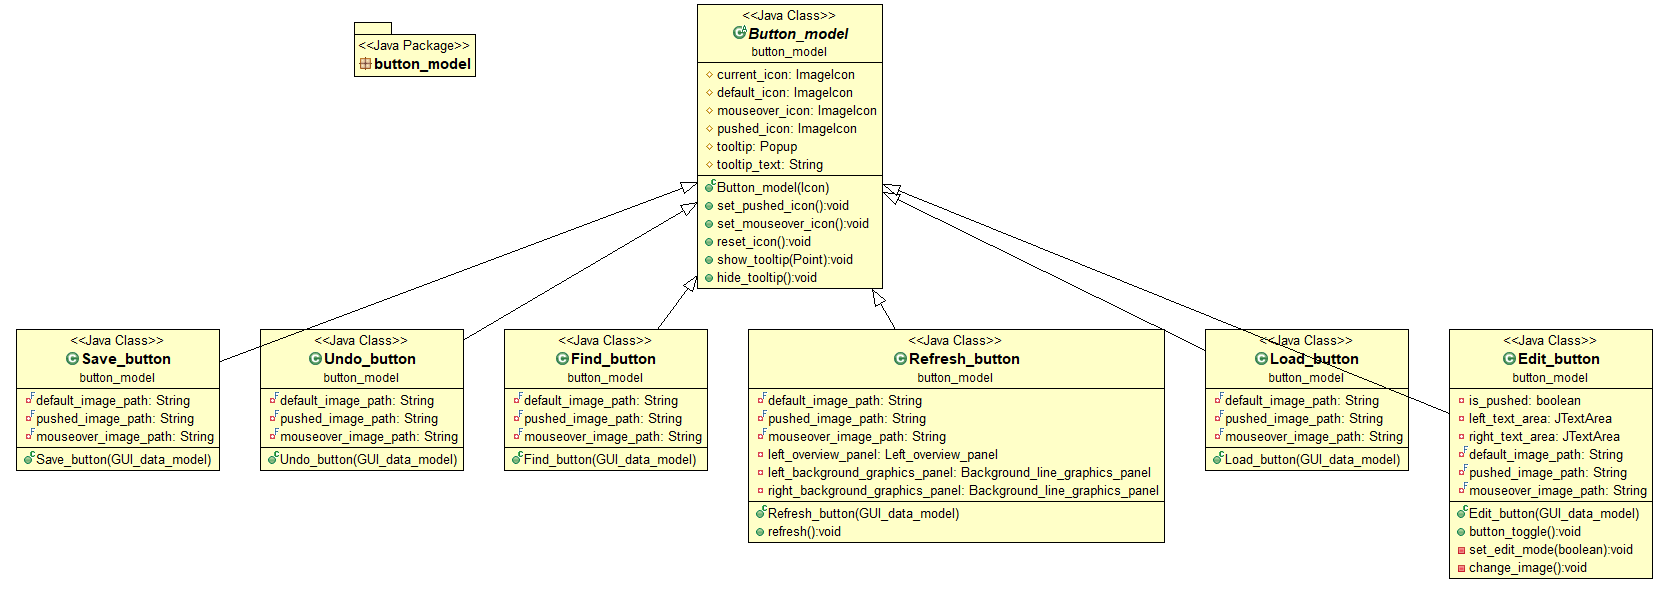 <<Java Package>>
button_model
<<Java Class>>
Button_model
button_model
current_icon: ImageIcon
default_icon: ImageIcon
mouseover_icon: ImageIcon
pushed_icon: ImageIcon
tooltip: Popup
tooltip_text: String
Button_model(Icon)
set_pushed_icon():void
set_mouseover_icon():void
reset_icon():void
show_tooltip(Point):void
hide_tooltip():void
<<Java Class>>
Save_button
button_model
default_image_path: String
pushed_image_path: String
mouseover_image_path: String
Save_button(GUI_data_model)
<<Java Class>>
Undo_button
button_model
default_image_path: String
pushed_image_path: String
mouseover_image_path: String
Undo_button(GUI_data_model)
<<Java Class>>
Find_button
button_model
default_image_path: String
pushed_image_path: String
mouseover_image_path: String
Find_button(GUI_data_model)
<<Java Class>>
Refresh_button
button_model
default_image_path: String
pushed_image_path: String
mouseover_image_path: String
left_overview_panel: Left_overview_panel
left_background_graphics_panel: Background_line_graphics_panel
right_background_graphics_panel: Background_line_graphics_panel
Refresh_button(GUI_data_model)
refresh():void
<<Java Class>>
Load_button
button_model
default_image_path: String
pushed_image_path: String
mouseover_image_path: String
Load_button(GUI_data_model)
<<Java Class>>
Edit_button
button_model
is_pushed: boolean
left_text_area: JTextArea
right_text_area: JTextArea
default_image_path: String
pushed_image_path: String
mouseover_image_path: String
Edit_button(GUI_data_model)
button_toggle():void
set_edit_mode(boolean):void
change_image():void